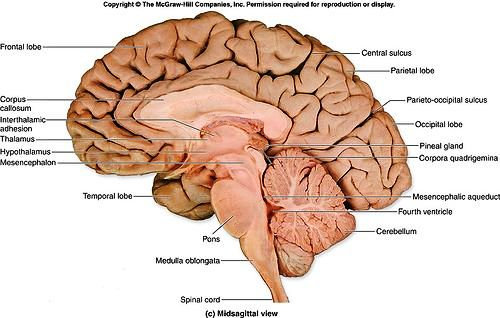 Copyright © The McGraw-Hill Companies, Inc. Permission required for reproduction or display.
Frontal lobe
Corpus
callosum
Interthalamic
adhesion
Thalamus
Hypothalamus
Mesencephalon
Temporal lobe
Pons
Medulla oblongata
Spinal cord
Central sulcus
Parietal lobe
Parieto-occipital sulcus
Occipital lobe
Pineal gland
Corpora quadrigemina
Mesencephalic aqueduct
Fourth ventricle
Cerebellum
(c) Midsagittal view